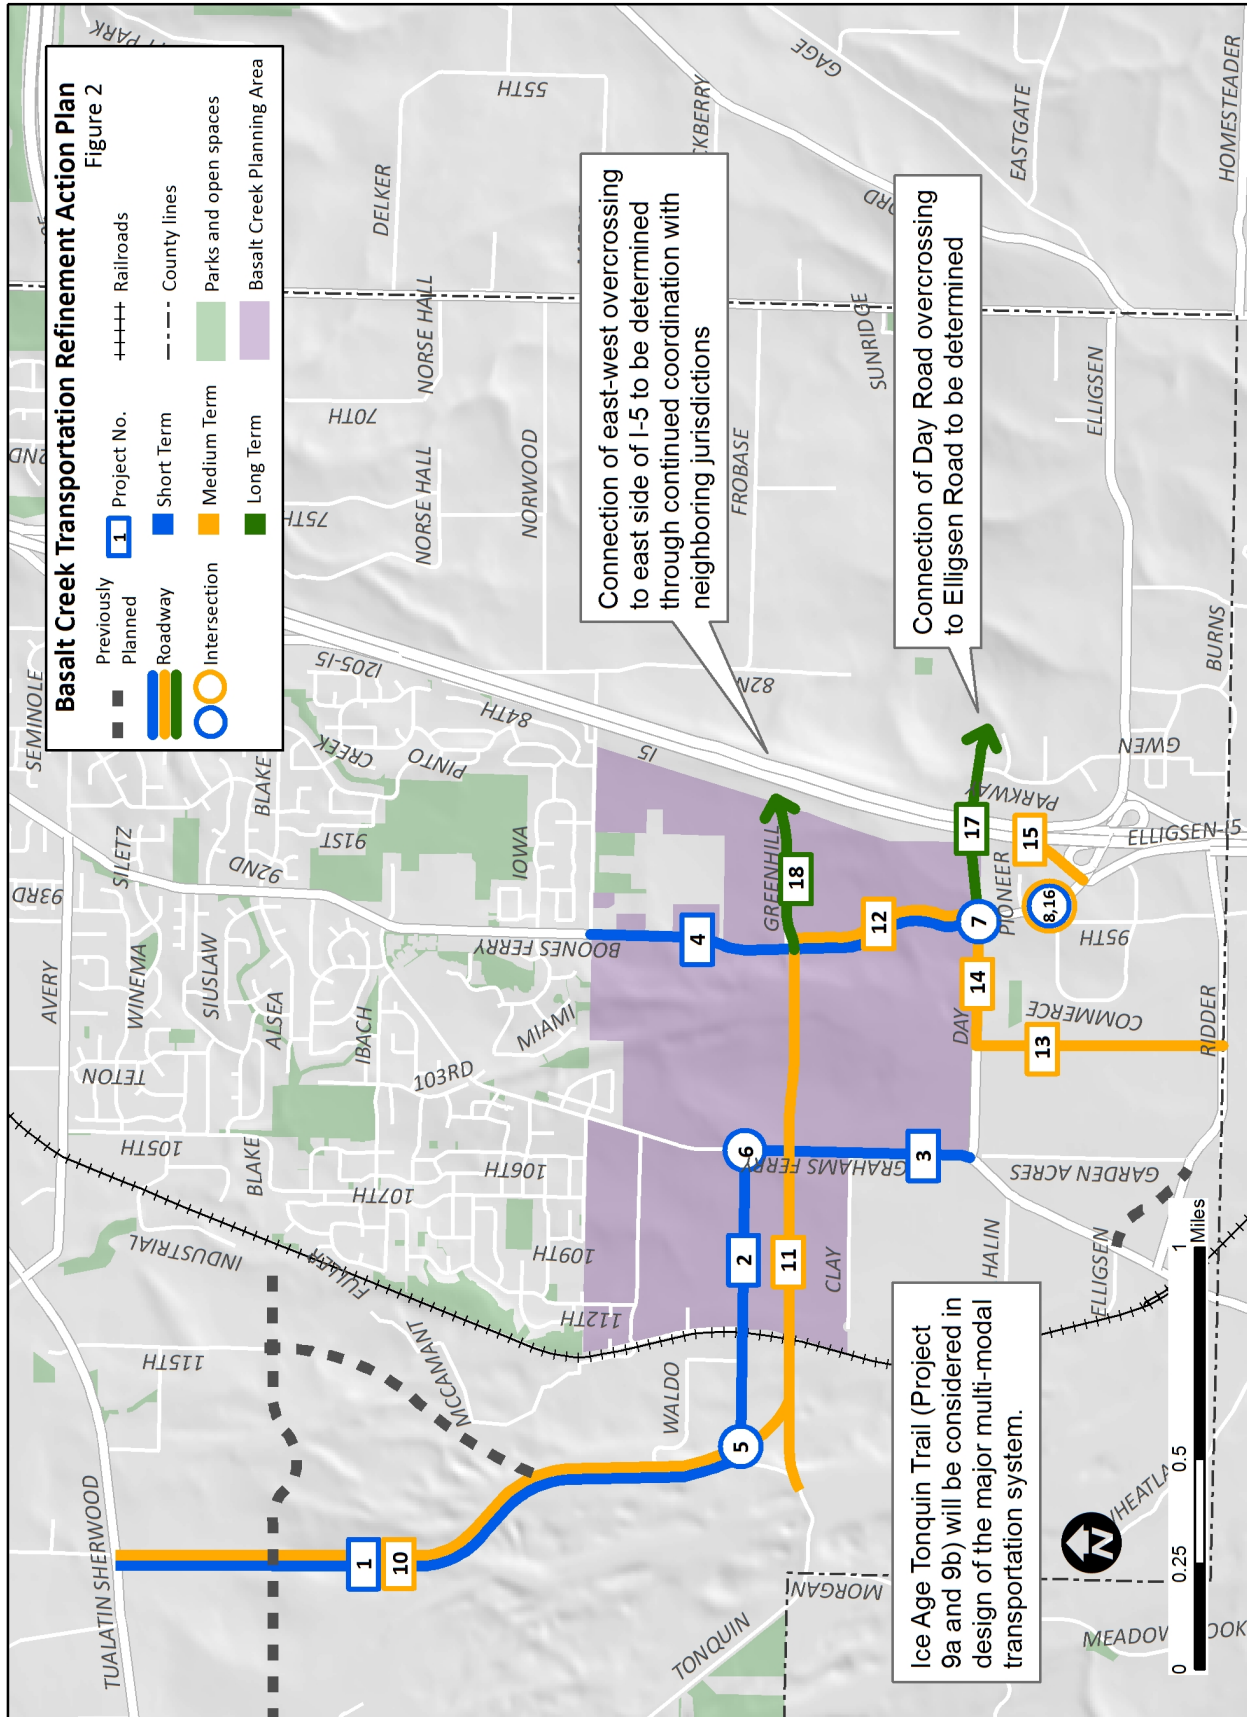 Basalt Creek Transportation Refinement Action Plan
Figure 2
Previously
Planned
Roadway
Intersection
1 Project No.
Short Term
Medium Term
Long Term
Railroads
County lines
Parks and open spaces
Basalt Creek Planning Area
Connection of east-west overcrossing
to east side of I-5 to be determined
through continued coordination with
neighboring jurisdictions
Connection of Day Road overcrossing
to Elligsen Road to be determined
Ice Age Tonquin Trail (Project
9a and 9b) will be considered in
design of the major multi-modal
transportation system.
TUALATIN SHERWOOD
115TH
INDUSTRIAL
FULLER
MCCAMANT
WALDO
TONQUIN
MORGAN
112TH
109TH
107TH
106TH
105TH
BLAKE
TETON
AVERY
WINEMA
SIUSLAW
ALSEA
IBACH
103RD
MIAMI
93RD
SILETZ
92ND
91ST
BLAKE
SEMINOLE
CREEK
PINTO
IOWA
84TH
I205-I5
I5
BOONES FERRY
75TH
70TH
NORSE HALL
NORSE HALL
NORWOOD
DELKER
55TH
GAGE
EASTGATE
HOMESTEADER
SUNRIDGE
FROBASE
82N
ELLIGSEN
GREENHILL
GRAHAMS FERRY
CLAY
DAY
PIONEER
PARKWAY
95TH
COMMERCE
GARDEN ACRES
HALIN
ELLIGSEN
RIDDER
BURNS
GWEN
ELLIGSEN-I5
1
10
5
2
11
6
3
4
18
12
7
17
14
13
15
8,16
N
0
0.25
0.5
1
Miles